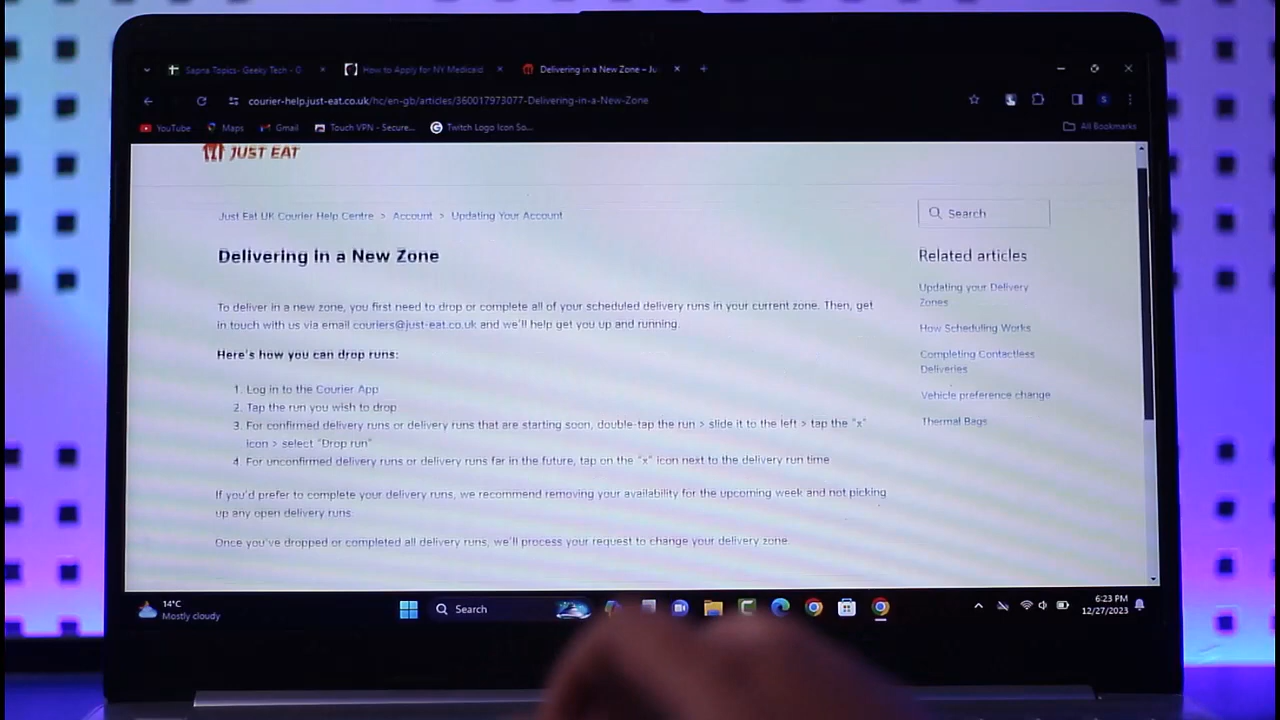 Sapna Topics- Geeky Tech - G
How to Apply for NY Medicaid
Delivering in a New Zone – Ju
courier-help.just-eat.co.uk/hc/en-gb/articles/360017973077-Delivering-in-a-New-Zone
S
YouTube
Maps
Gmail
Touch VPN - Secure...
Twitch Logo Icon So...
All Bookmarks
JUST EAT
Just Eat UK Courier Help Centre > Account > Updating Your Account
Search
Delivering in a New Zone
To deliver in a new zone, you first need to drop or complete all of your scheduled delivery runs in your current zone. Then, get
in touch with us via email couriers@just-eat.co.uk and we'll help get you up and running.
Here's how you can drop runs:
1. Log in to the Courier App
2. Tap the run you wish to drop
3. For confirmed delivery runs or delivery runs that are starting soon, double-tap the run > slide it to the left > tap the "x"
icon > select "Drop run"
4. For unconfirmed delivery runs or delivery runs far in the future, tap on the "x" icon next to the delivery run time
If you'd prefer to complete your delivery runs, we recommend removing your availability for the upcoming week and not picking
up any open delivery runs.
Once you've dropped or completed all delivery runs, we'll process your request to change your delivery zone.
Related articles
Updating your Delivery
Zones
How Scheduling Works
Completing Contactless
Deliveries
Vehicle preference change
Thermal Bags
14°C
Mostly cloudy
Search
6:23 PM
12/27/2023